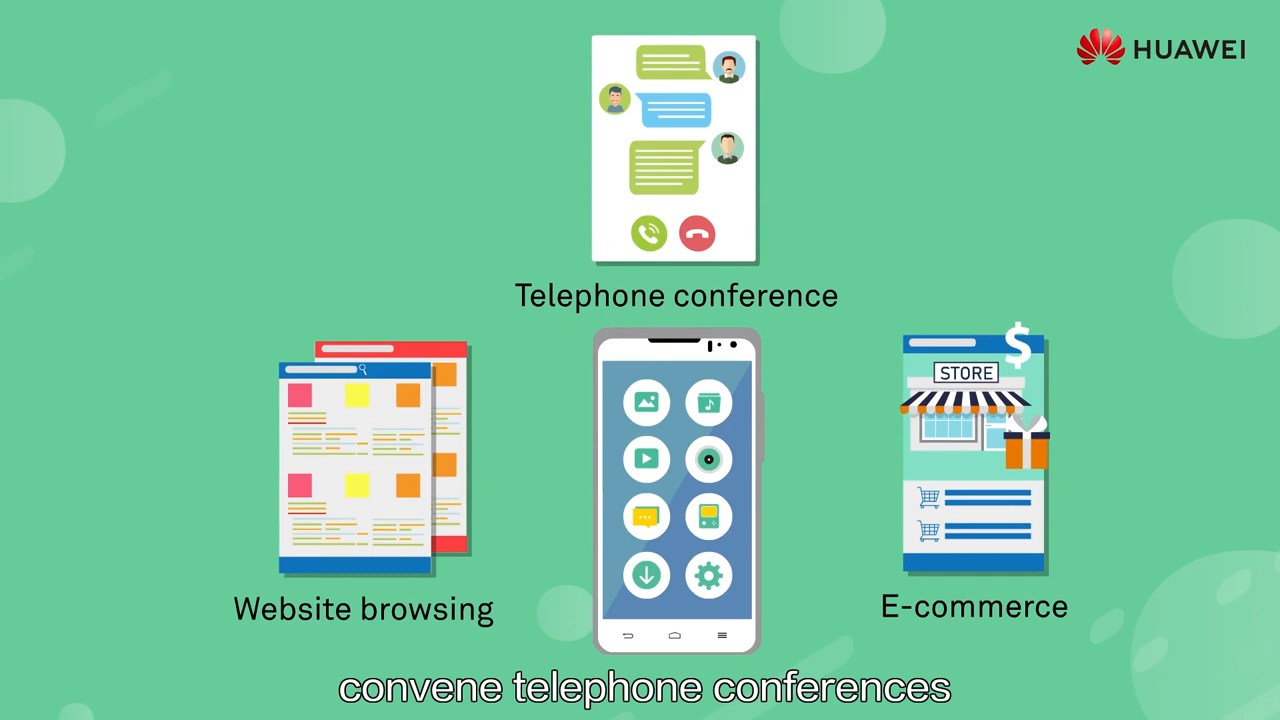 HUAWEI
Telephone conference
STORE
$
Website browsing
E-commerce
convene telephone conferences